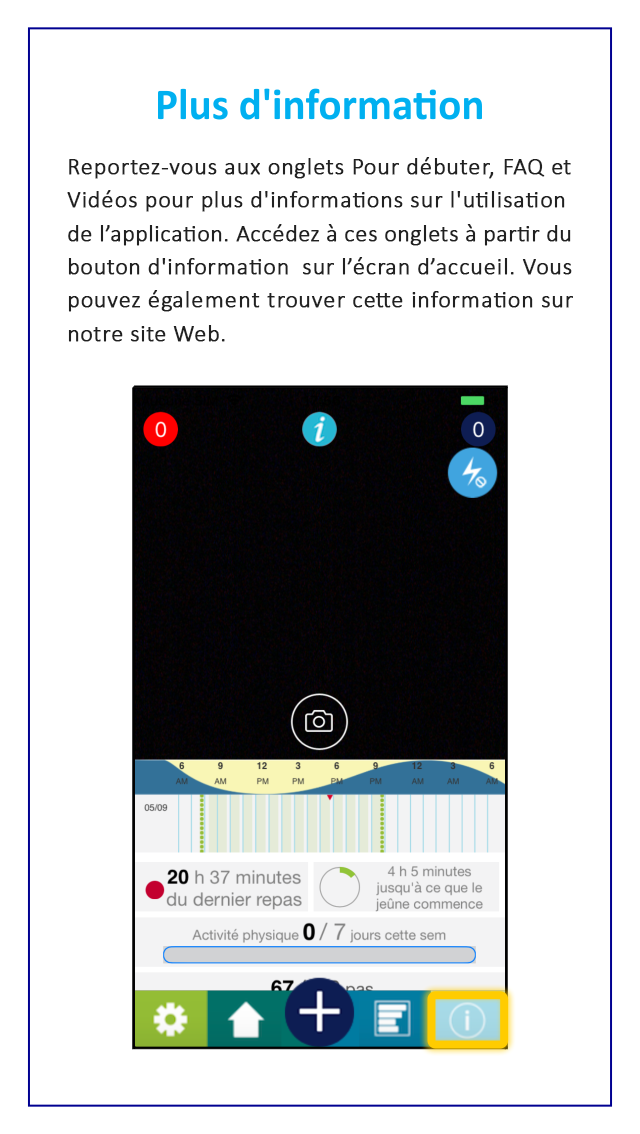 Plus d'information
Reportez-vous aux onglets Pour débuter, FAQ et
Vidéos pour plus d'informations sur l'utilisation
de l’application. Accédez à ces onglets à partir du
bouton d'information sur l’écran d’accueil. Vous
pouvez également trouver cette information sur
notre site Web.
0 i 0
6 9 12 3 6 9 12 3 6
AM AM PM PM PM PM AM AM AM
05/09
20 h 37 minutes
du dernier repas
4 h 5 minutes
jusqu'à ce que le
jeûne commence
Activité physique 0 / 7 jours cette sem
67 pas